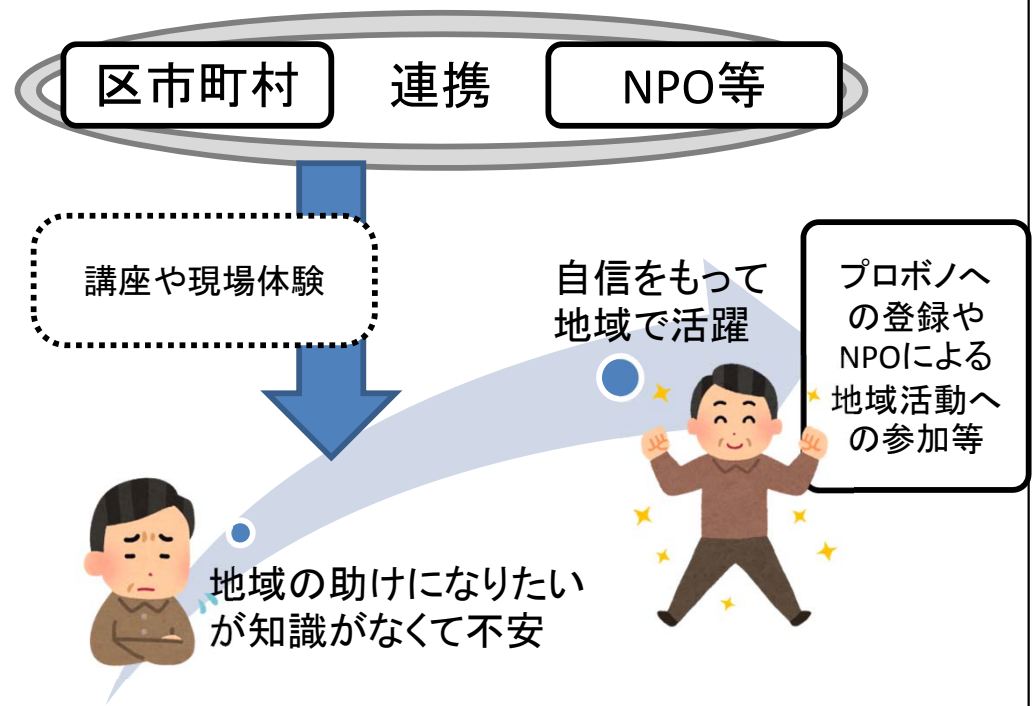 区市町村 連携 NPO等
講座や現場体験
自信をもって
地域で活躍
プロボノへ
の登録や
NPOによる
地域活動へ
の参加等
地域の助けになりたい
が知識がなくて不安